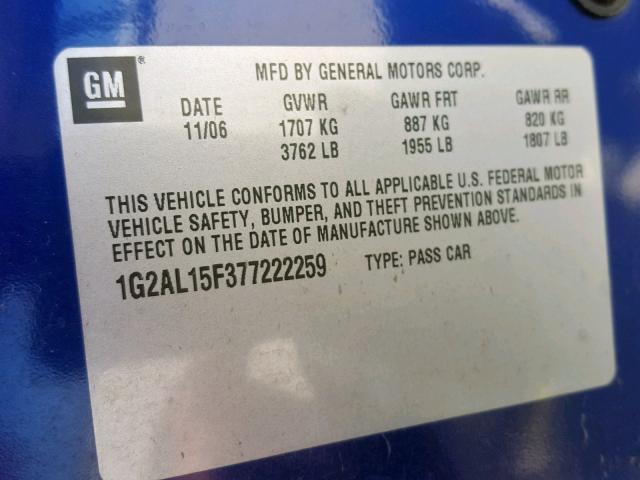 GM ®
MFD BY GENERAL MOTORS CORP.
DATE GVWR GAWR FRT GAWR RR
11/06 1707 KG 887 KG 820 KG
3762 LB 1955 LB 1807 LB
THIS VEHICLE CONFORMS TO ALL APPLICABLE U.S. FEDERAL MOTOR
VEHICLE SAFETY, BUMPER, AND THEFT PREVENTION STANDARDS IN
EFFECT ON THE DATE OF MANUFACTURE SHOWN ABOVE.
1G2AL15F377222259 TYPE: PASS CAR